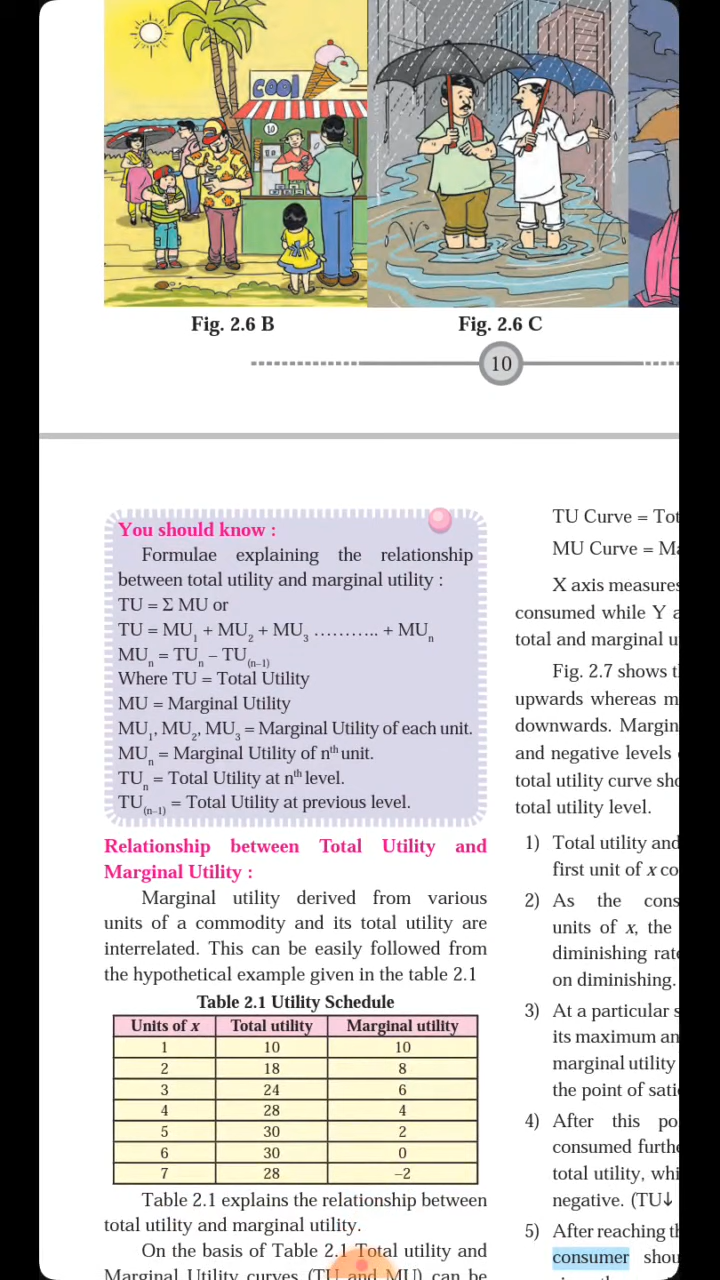 cool
10
Fig. 2.6 B
Fig. 2.6 C
10
You should know :
Formulae explaining the relationship
between total utility and marginal utility :
TU = Σ MU or
TU = MU₁ + MU₂ + MU₃ ……….. + MUₙ
MUₙ = TUₙ – TU₍ₙ₋₁₎
Where TU = Total Utility
MU = Marginal Utility
MU₁, MU₂, MU₃ = Marginal Utility of each unit.
MUₙ = Marginal Utility of nᵗʰ unit.
TUₙ = Total Utility at nᵗʰ level.
TU₍ₙ₋₁₎ = Total Utility at previous level.
Relationship between Total Utility and
Marginal Utility :
Marginal utility derived from various
units of a commodity and its total utility are
interrelated. This can be easily followed from
the hypothetical example given in the table 2.1
Table 2.1 Utility Schedule
Units of x Total utility Marginal utility
1 10 10
2 18 8
3 24 6
4 28 4
5 30 2
6 30 0
7 28 –2
Table 2.1 explains the relationship between
total utility and marginal utility.
On the basis of Table 2.1 Total utility and
Marginal Utility curves (TU and MU) can be
TU Curve = Tot
MU Curve = Ma
X axis measures
consumed while Y a
total and marginal u
Fig. 2.7 shows t
upwards whereas m
downwards. Margin
and negative levels
total utility curve sho
total utility level.
1) Total utility and
first unit of x co
2) As the cons
units of x, the
diminishing rate
on diminishing.
3) At a particular s
its maximum an
marginal utility
the point of sati
4) After this po
consumed furthe
total utility, whi
negative. (TU↓
5) After reaching th
consumer shou